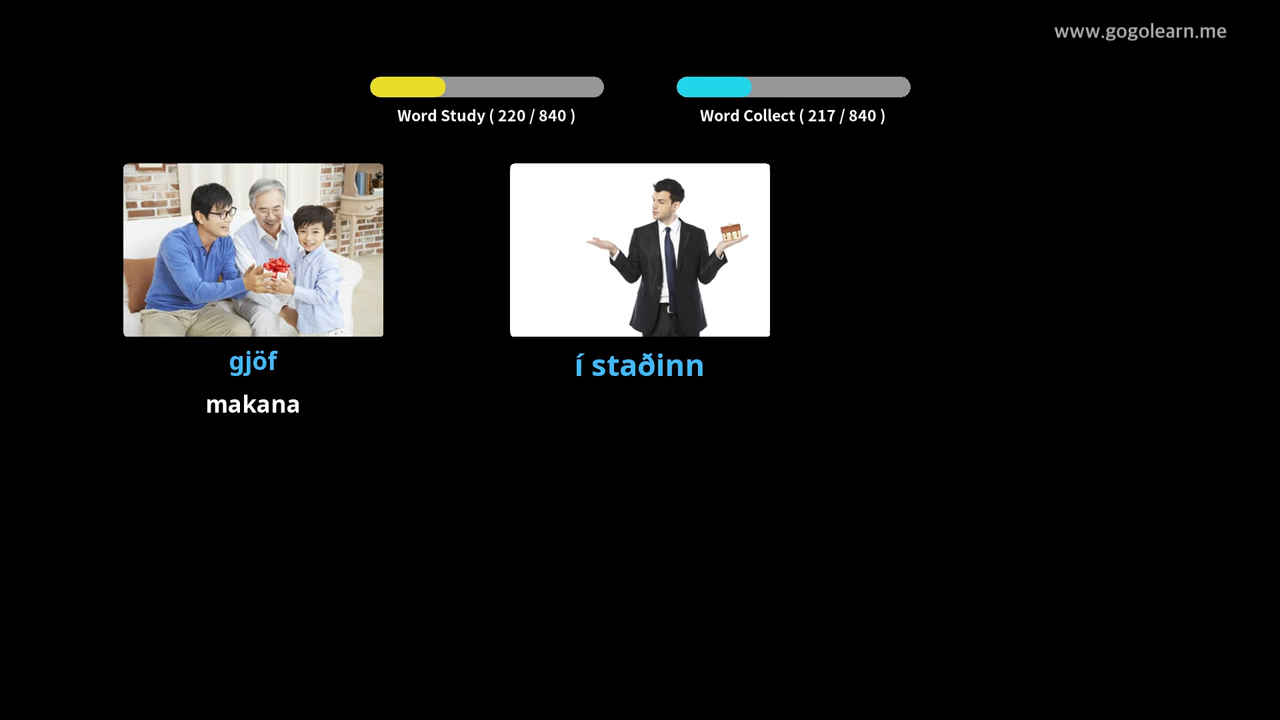 www.gogolearn.me
Word Study ( 220 / 840 )
Word Collect ( 217 / 840 )
gjöf
makana
í staðinn